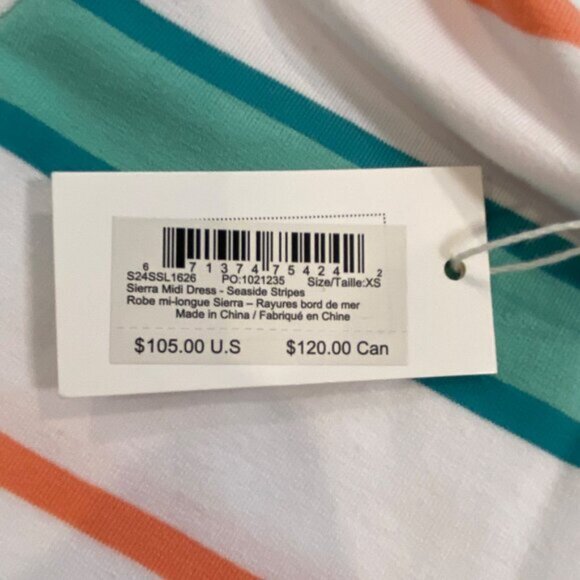 6 71374 75424 2
S24SSL1626 PO:1021235 Size/Taille:XS
Sierra Midi Dress - Seaside Stripes
Robe mi-longue Sierra – Rayures bord de mer
Made in China / Fabriqué en Chine
$105.00 U.S $120.00 Can